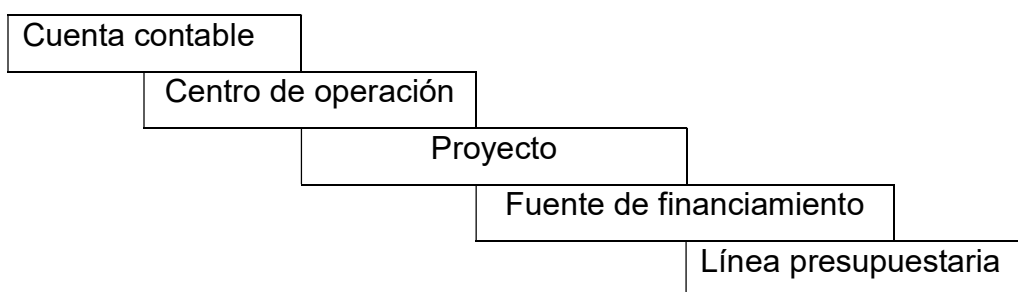 Cuenta contable
Centro de operación
Proyecto
Fuente de financiamiento
Línea presupuestaria